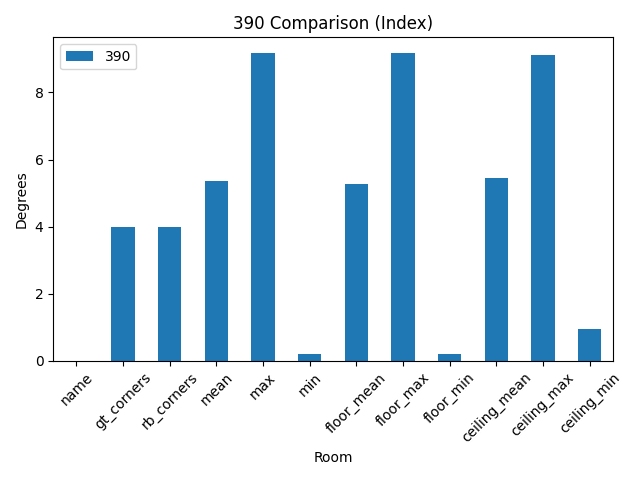 390 Comparison (Index)
390
Degrees
8
6
4
2
0
name
gt_corners
rb_corners
mean
max
min
floor_mean
floor_max
floor_min
ceiling_mean
ceiling_max
ceiling_min
Room